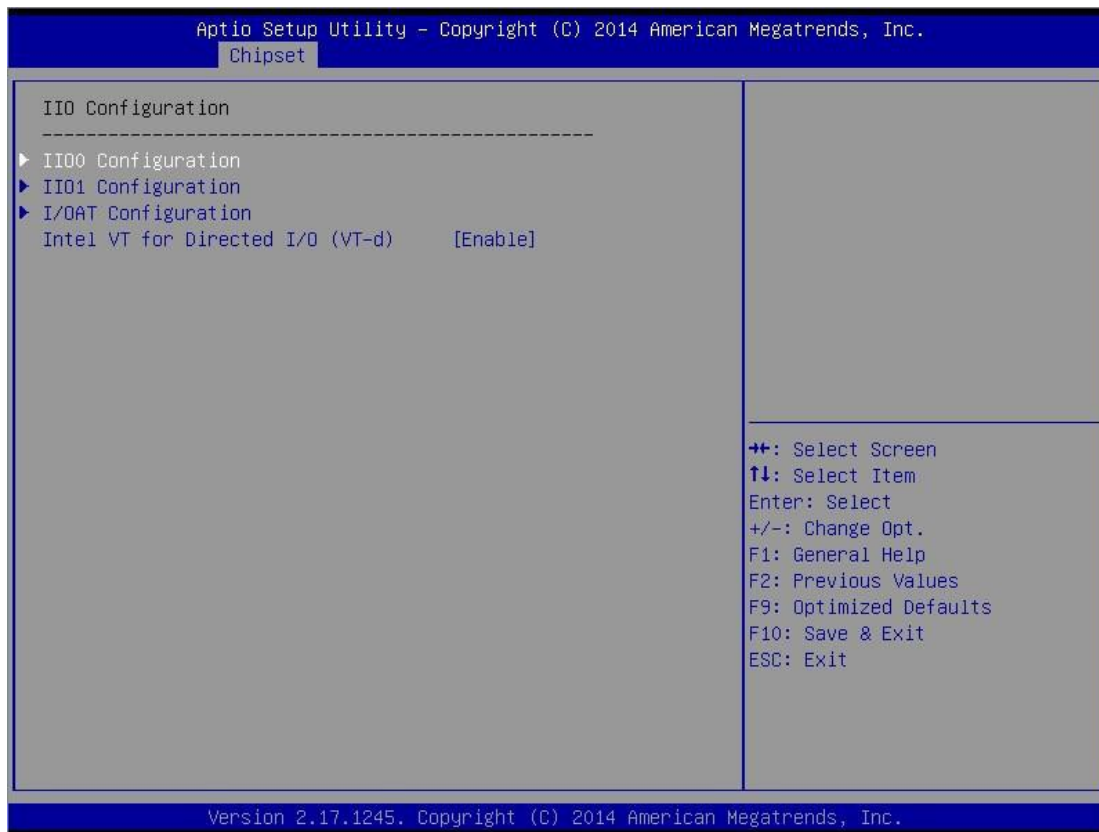 Aptio Setup Utility – Copyright (C) 2014 American Megatrends, Inc.
Chipset
IIO Configuration
--------------------------------------------------
▶ IIO0 Configuration
▶ IIO1 Configuration
▶ I/OAT Configuration
Intel VT for Directed I/O (VT-d) [Enable]
→←: Select Screen
↑↓: Select Item
Enter: Select
+/-: Change Opt.
F1: General Help
F2: Previous Values
F9: Optimized Defaults
F10: Save & Exit
ESC: Exit
Version 2.17.1245. Copyright (C) 2014 American Megatrends, Inc.